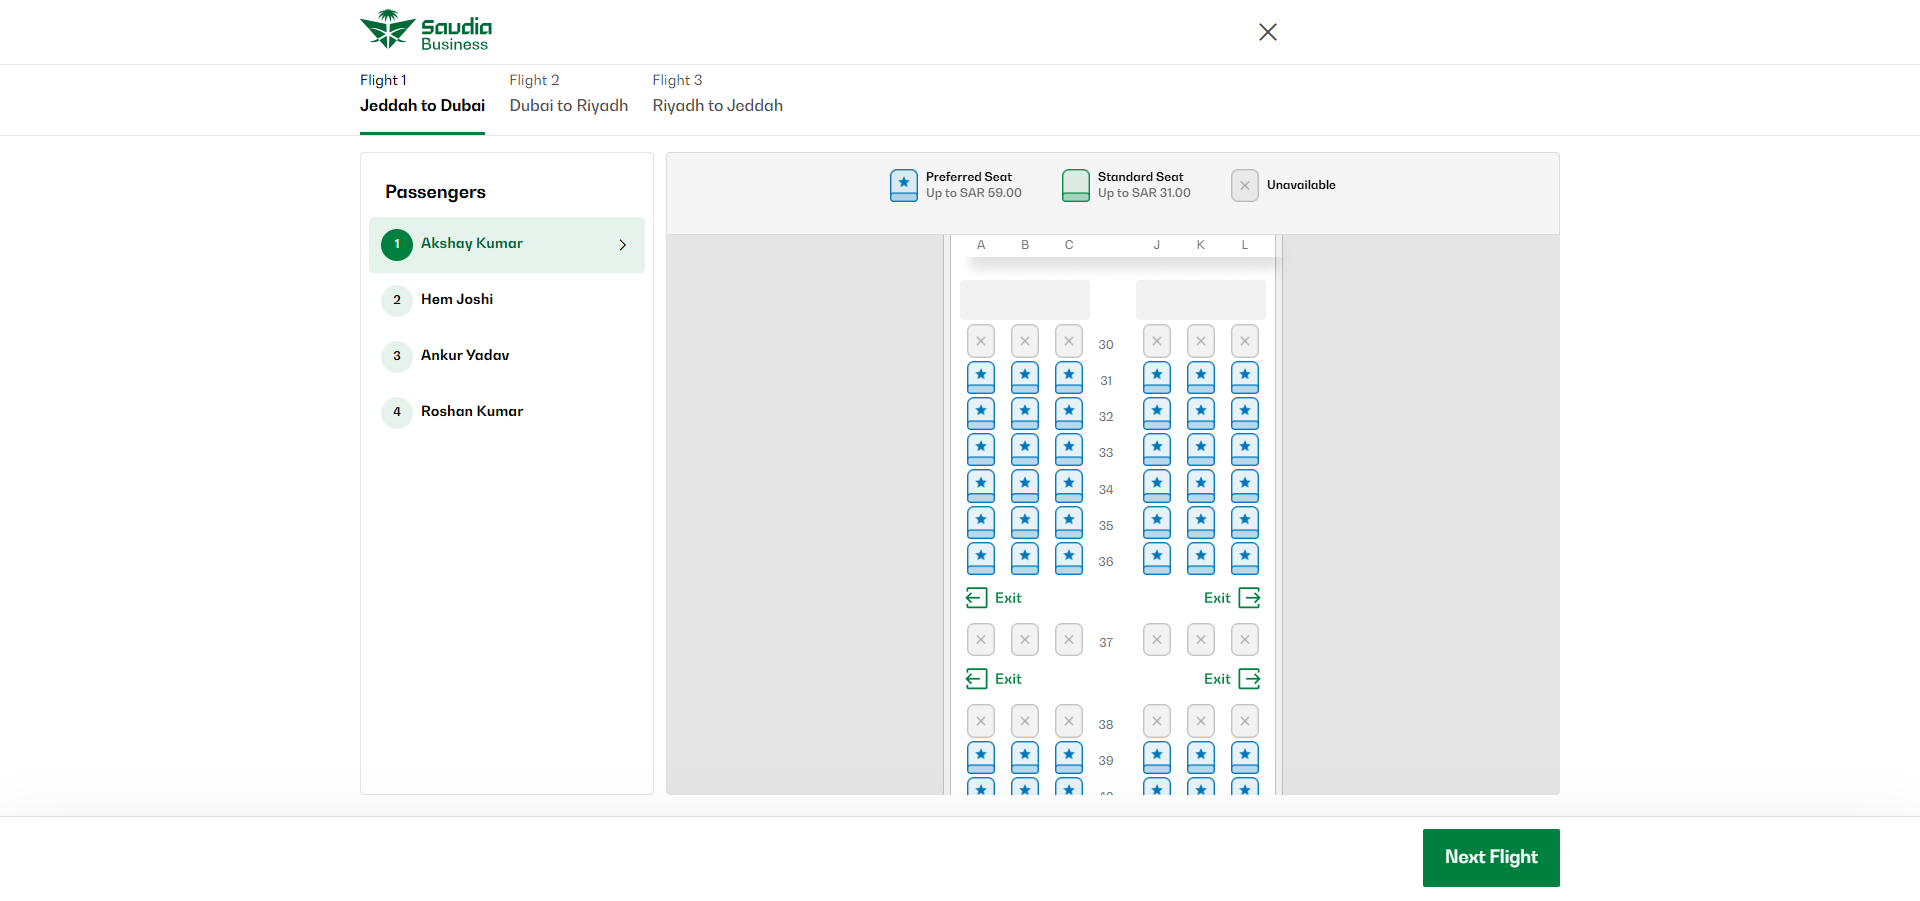 Saudia
Business
Flight 1
Jeddah to Dubai
Flight 2
Dubai to Riyadh
Flight 3
Riyadh to Jeddah
Passengers
1 Akshay Kumar
2 Hem Joshi
3 Ankur Yadav
4 Roshan Kumar
Preferred Seat
Up to SAR 59.00
Standard Seat
Up to SAR 31.00
Unavailable
A B C J K L
30
31
32
33
34
35
36
Exit Exit
37
Exit Exit
38
39
Next Flight